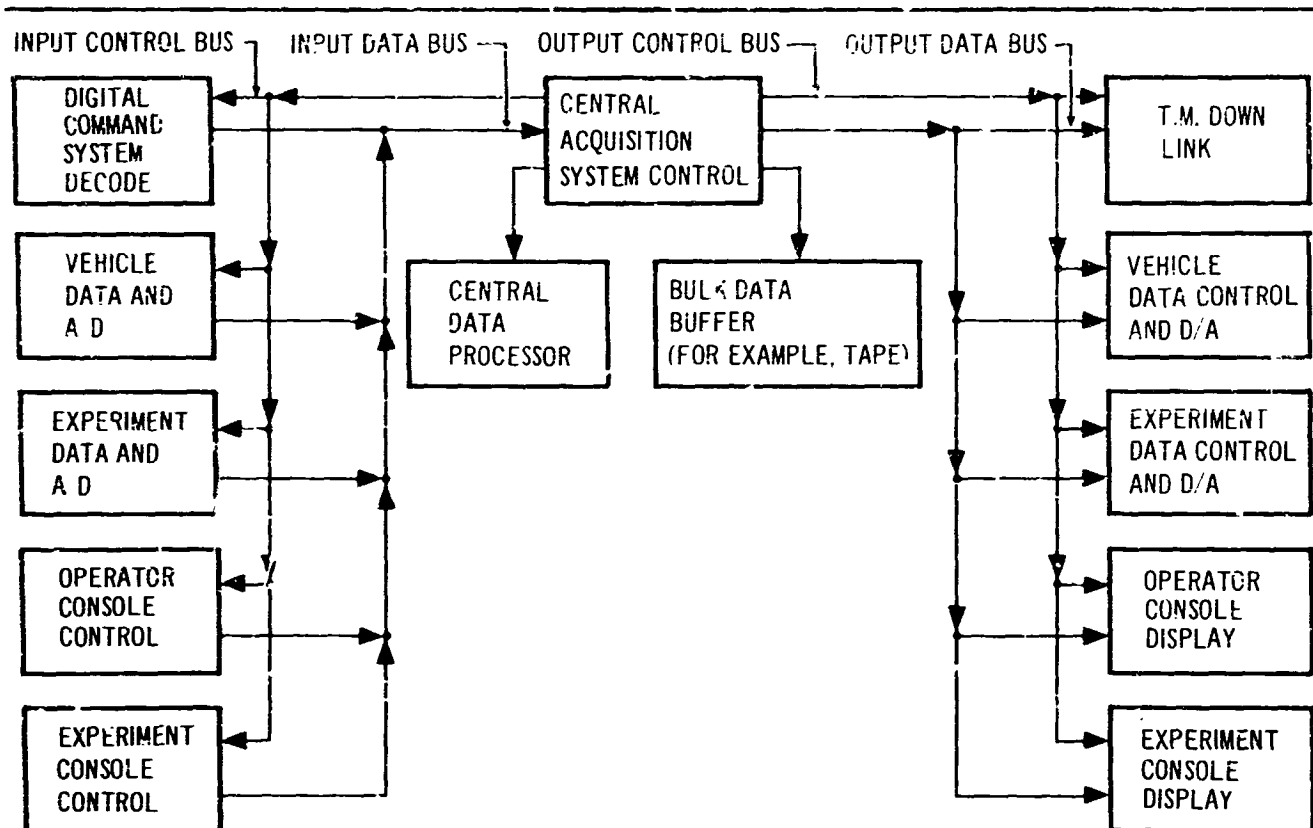 INPUT CONTROL BUS
INPUT DATA BUS
OUTPUT CONTROL BUS
OUTPUT DATA BUS
DIGITAL
COMMAND
SYSTEM
DECODE
CENTRAL
ACQUISITION
SYSTEM CONTROL
T.M. DOWN
LINK
VEHICLE
DATA AND
A D
CENTRAL
DATA
PROCESSOR
BULK DATA
BUFFER
(FOR EXAMPLE, TAPE)
VEHICLE
DATA CONTROL
AND D/A
EXPERIMENT
DATA AND
A D
EXPERIMENT
DATA CONTROL
AND D/A
OPERATOR
CONSOLE
CONTROL
OPERATOR
CONSOLE
DISPLAY
EXPERIMENT
CONSOLE
CONTROL
EXPERIMENT
CONSOLE
DISPLAY